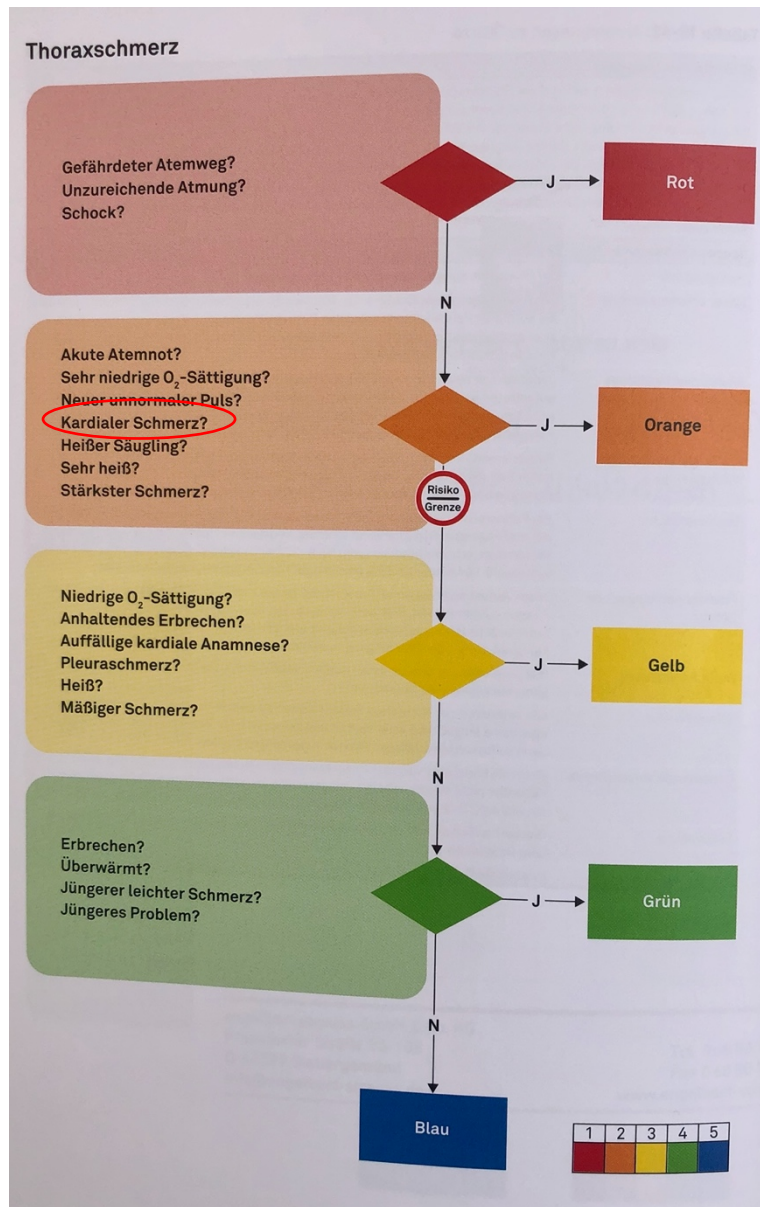 Thoraxschmerz
Gefährdeter Atemweg?
Unzureichende Atmung?
Schock?
J
Rot
N
Akute Atemnot?
Sehr niedrige O₂-Sättigung?
Neuer unnormaler Puls?
Kardialer Schmerz?
Heißer Säugling?
Sehr heiß?
Stärkster Schmerz?
J
Orange
Risiko
Grenze
Niedrige O₂-Sättigung?
Anhaltendes Erbrechen?
Auffällige kardiale Anamnese?
Pleuraschmerz?
Heiß?
Mäßiger Schmerz?
J
Gelb
N
Erbrechen?
Überwärmt?
Jüngerer leichter Schmerz?
Jüngeres Problem?
J
Grün
N
Blau
1 2 3 4 5